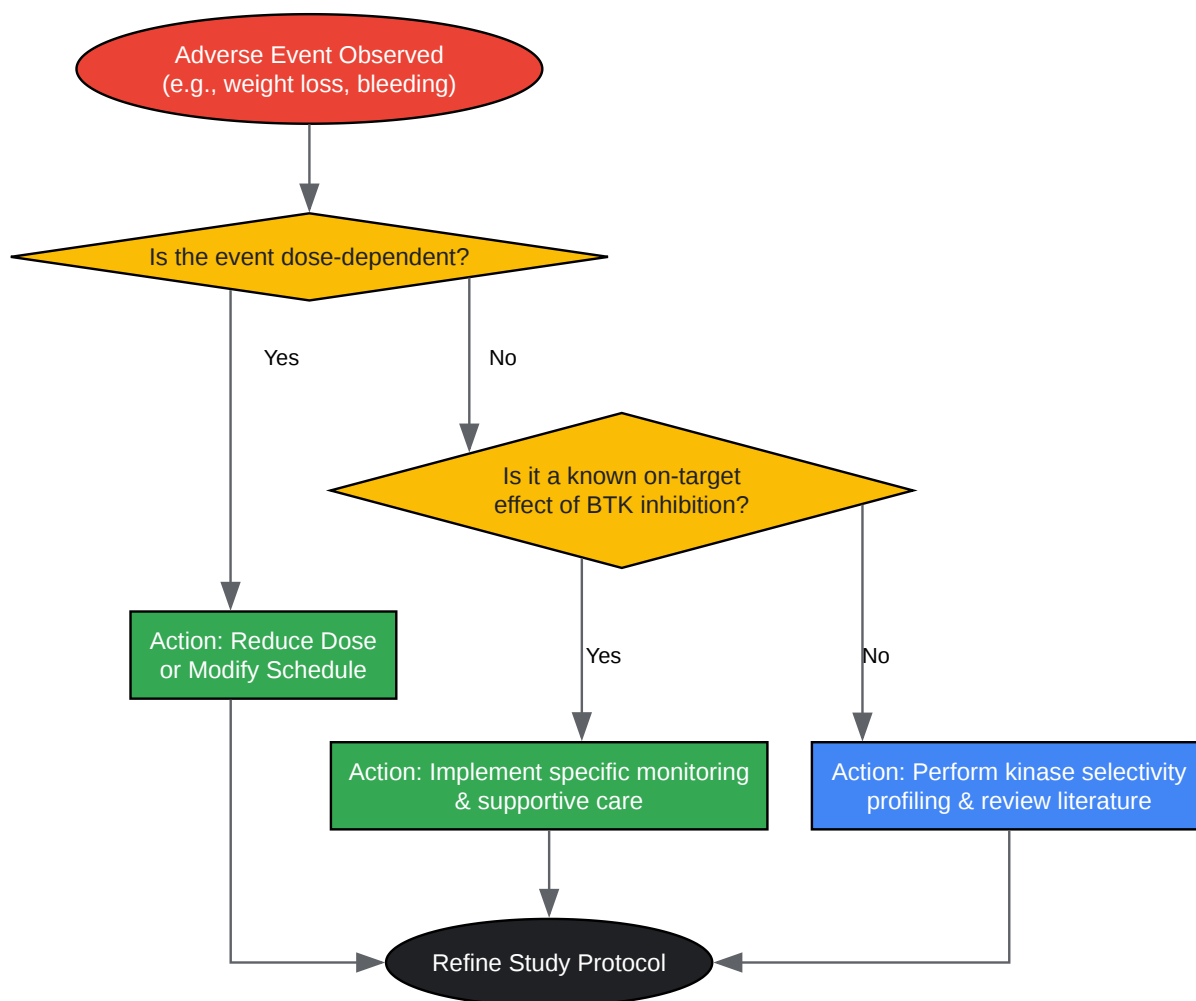 Adverse Event Observed
(e.g., weight loss, bleeding)
Is the event dose-dependent?
Yes
No
Is it a known on-target
effect of BTK inhibition?
Action: Reduce Dose
or Modify Schedule
Yes
No
Action: Implement specific monitoring
& supportive care
Action: Perform kinase selectivity
profiling & review literature
Refine Study Protocol